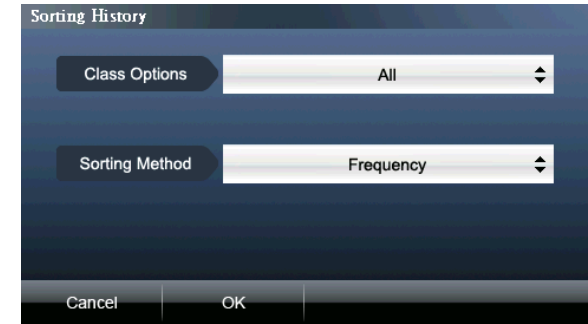 Sorting History
Class Options All
Sorting Method Frequency
Cancel OK